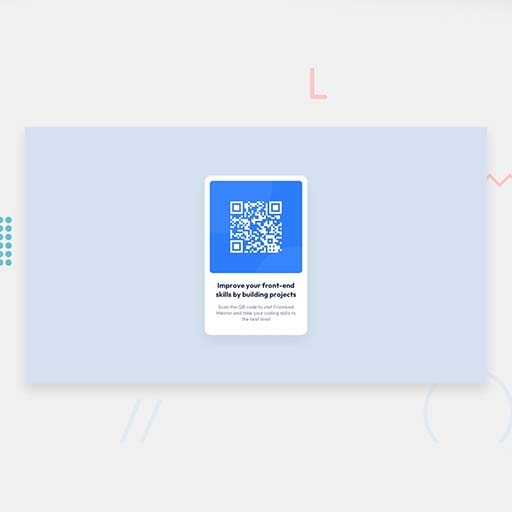 L
Improve your front-end
skills by building projects
Scan the QR code to visit Frontend
Mentor and take your coding skills to
the next level